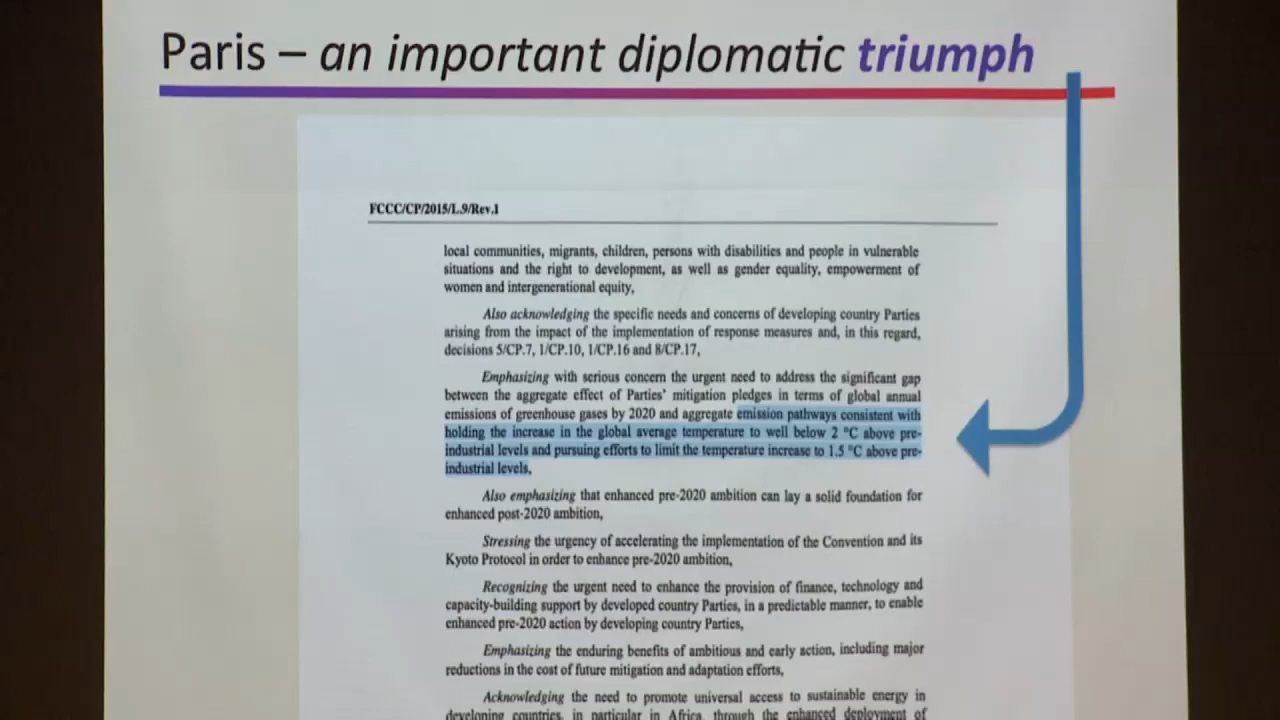 Paris – an important diplomatic triumph
FCCC/CP/2015/L.9/Rev.1
local communities, migrants, children, persons with disabilities and people in vulnerable
situations and the right to development, as well as gender equality, empowerment of
women and intergenerational equity,
Also acknowledging the specific needs and concerns of developing country Parties
arising from the impact of the implementation of response measures and, in this regard,
decisions 5/CP.7, 1/CP.10, 1/CP.16 and 8/CP.17,
Emphasizing with serious concern the urgent need to address the significant gap
between the aggregate effect of Parties' mitigation pledges in terms of global annual
emissions of greenhouse gases by 2020 and aggregate emission pathways consistent with
holding the increase in the global average temperature to well below 2 °C above pre-
industrial levels and pursuing efforts to limit the temperature increase to 1.5 °C above pre-
industrial levels,
Also emphasizing that enhanced pre-2020 ambition can lay a solid foundation for
enhanced post-2020 ambition,
Stressing the urgency of accelerating the implementation of the Convention and its
Kyoto Protocol in order to enhance pre-2020 ambition,
Recognizing the urgent need to enhance the provision of finance, technology and
capacity-building support by developed country Parties, in a predictable manner, to enable
enhanced pre-2020 action by developing country Parties,
Emphasizing the enduring benefits of ambitious and early action, including major
reductions in the cost of future mitigation and adaptation efforts,
Acknowledging the need to promote universal access to sustainable energy in
developing countries, in particular in Africa, through the enhanced deployment of